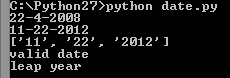 C:\Python27>python date.py
22-4-2008
11-22-2012
['11', '22', '2012']
valid date
leap year